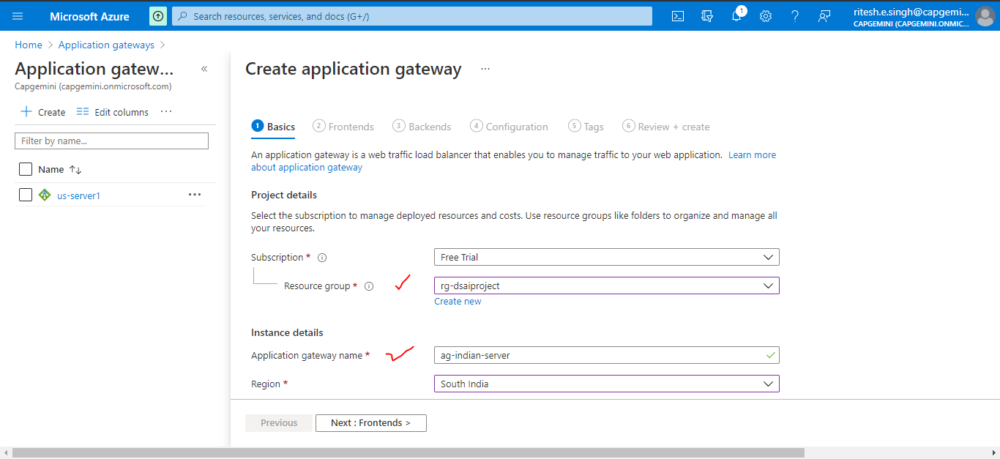 Microsoft Azure
Search resources, services, and docs (G+/)
1
ritesh.e.singh@capgemi...
CAPGEMINI (CAPGEMINI.ONMIC...
Home > Application gateways >
Application gatew... «
Capgemini (capgemini.onmicrosoft.com)
+ Create Edit columns ...
Filter by name...
Name ↑↓
us-server1 ...
Create application gateway ...
1 Basics 2 Frontends 3 Backends 4 Configuration 5 Tags 6 Review + create
An application gateway is a web traffic load balancer that enables you to manage traffic to your web application. Learn more
about application gateway
Project details
Select the subscription to manage deployed resources and costs. Use resource groups like folders to organize and manage all
your resources.
Subscription * Free Trial
Resource group * rg-dsaiproject
Create new
Instance details
Application gateway name * ag-indian-server
Region * South India
Previous Next : Frontends >